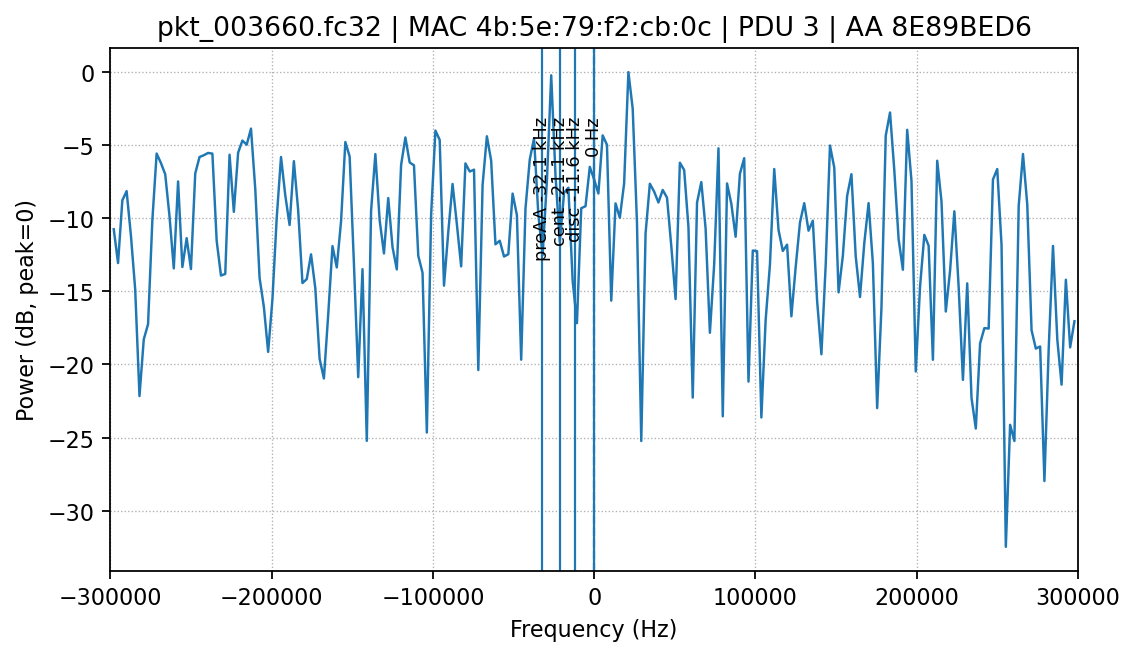 pkt_003660.fc32 | MAC 4b:5e:79:f2:cb:0c | PDU 3 | AA 8E89BED6
Power (dB, peak=0)
0
−5
−10
−15
−20
−25
−30
preAA -32.1 kHz
cent -21.1 kHz
disc -11.6 kHz
0 Hz
−300000
−200000
−100000
0
100000
200000
300000
Frequency (Hz)